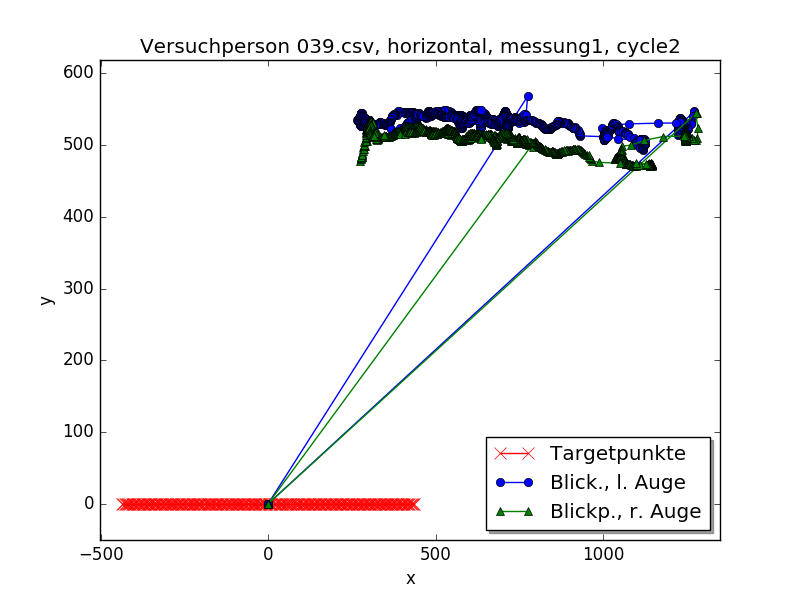 Versuchperson 039.csv, horizontal, messung1, cycle2
600
500
400
300
200
100
0
y
−500
0
500
1000
x
Targetpunkte
Blick., l. Auge
Blickp., r. Auge